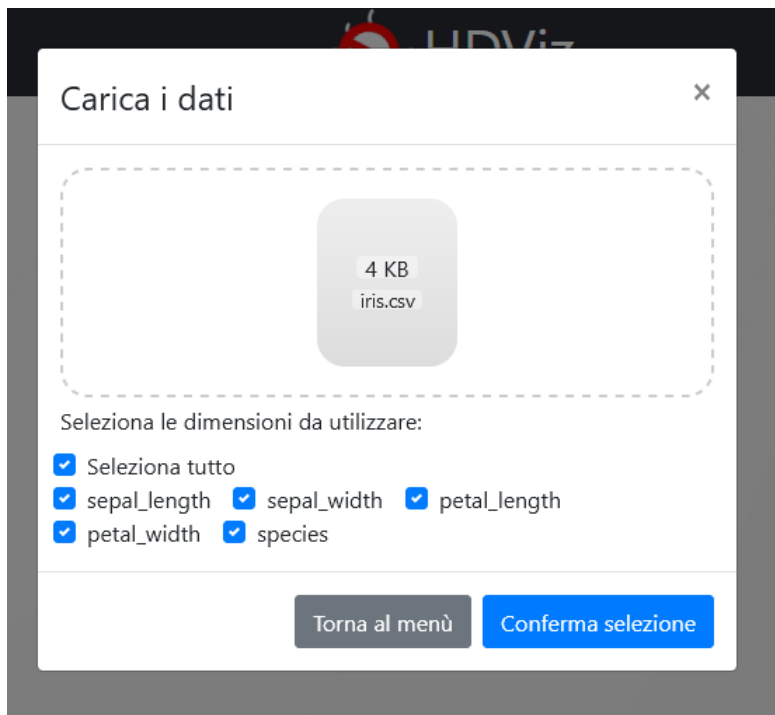 HDViz
Carica i dati
×
4 KB
iris.csv
Seleziona le dimensioni da utilizzare:
Seleziona tutto
sepal_length sepal_width petal_length
petal_width species
Torna al menù Conferma selezione